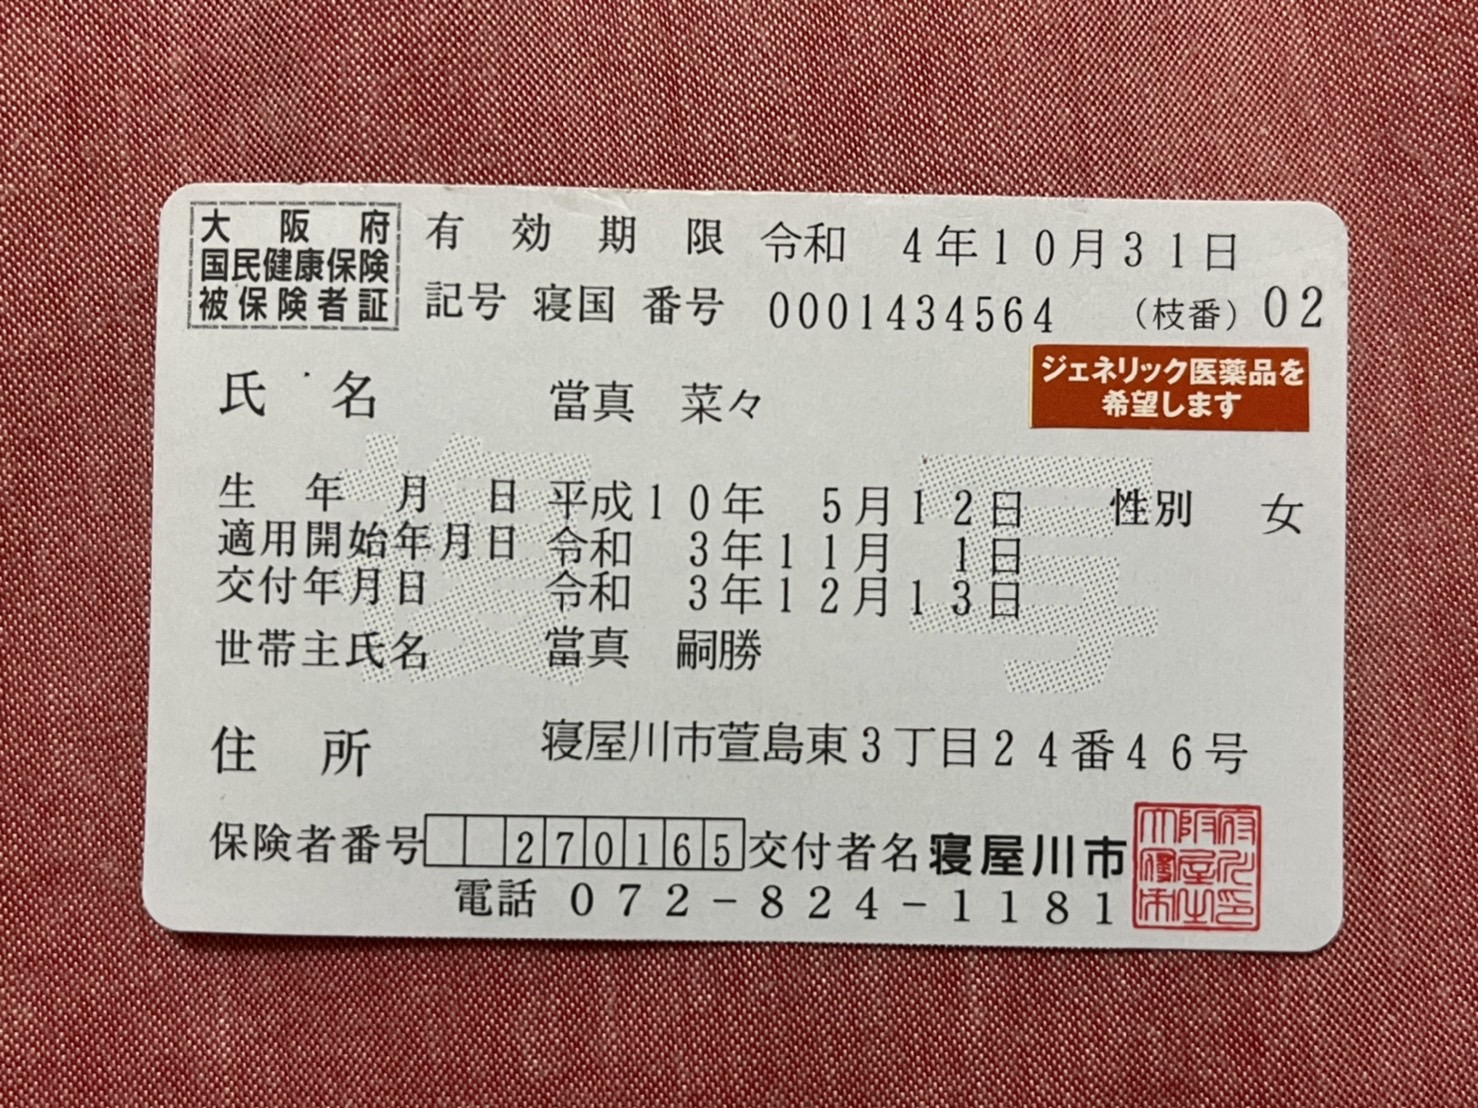 大阪府
国民健康保険
被保険者証
有効期限 令和 4年10月31日
記号 寝国 番号 0001434564 (枝番) 02
ジェネリック医薬品を
希望します
氏名 當真 菜々
生年月日 平成10年 5月12日 性別 女
適用開始年月日 令和 3年11月 1日
交付年月日 令和 3年12月13日
世帯主氏名 當真 嗣勝
住所 寝屋川市萱島東3丁目24番46号
保険者番号 270165 交付者名 寝屋川市
電話 072-824-1181
複写